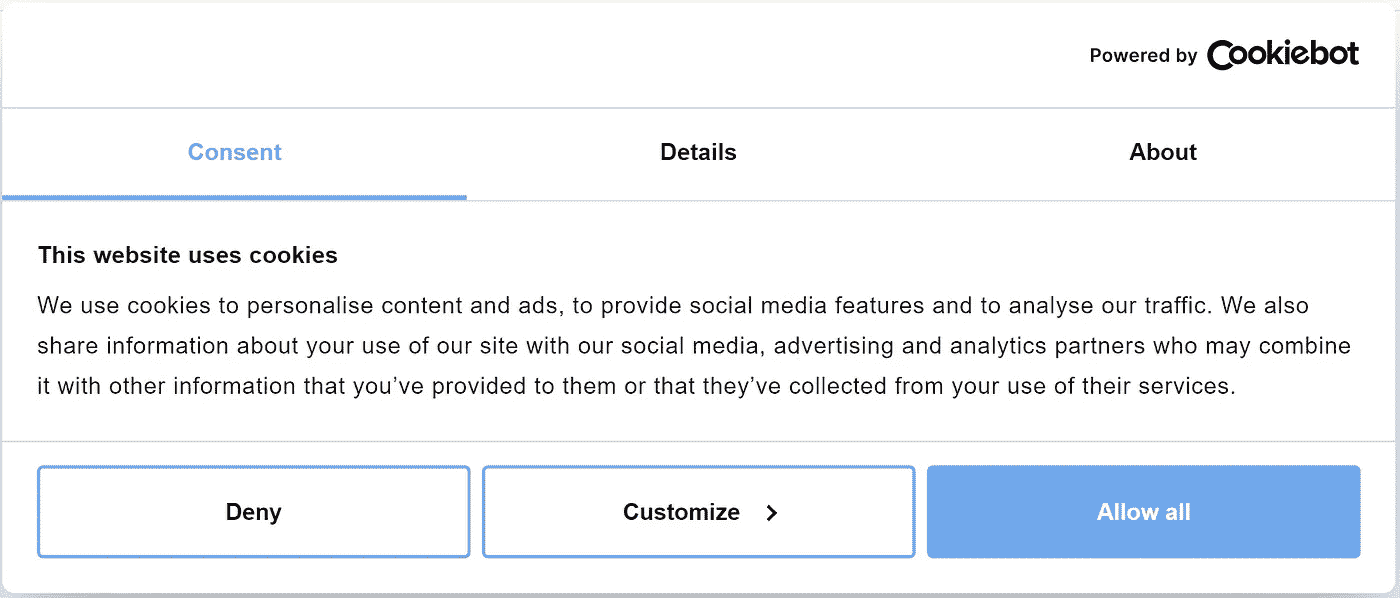 Powered by Cookiebot
Consent
Details
About
This website uses cookies
We use cookies to personalise content and ads, to provide social media features and to analyse our traffic. We also
share information about your use of our site with our social media, advertising and analytics partners who may combine
it with other information that you’ve provided to them or that they’ve collected from your use of their services.
Deny
Customize
Allow all